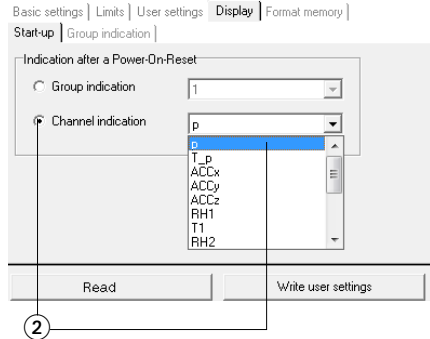 Basic settings Limits User settings Display Format memory
Start-up Group indication
Indication after a Power-On-Reset
Group indication 1
Channel indication p
p
T_p
ACCx
ACCy
ACCz
RH1
T1
RH2
Read Write user settings
2